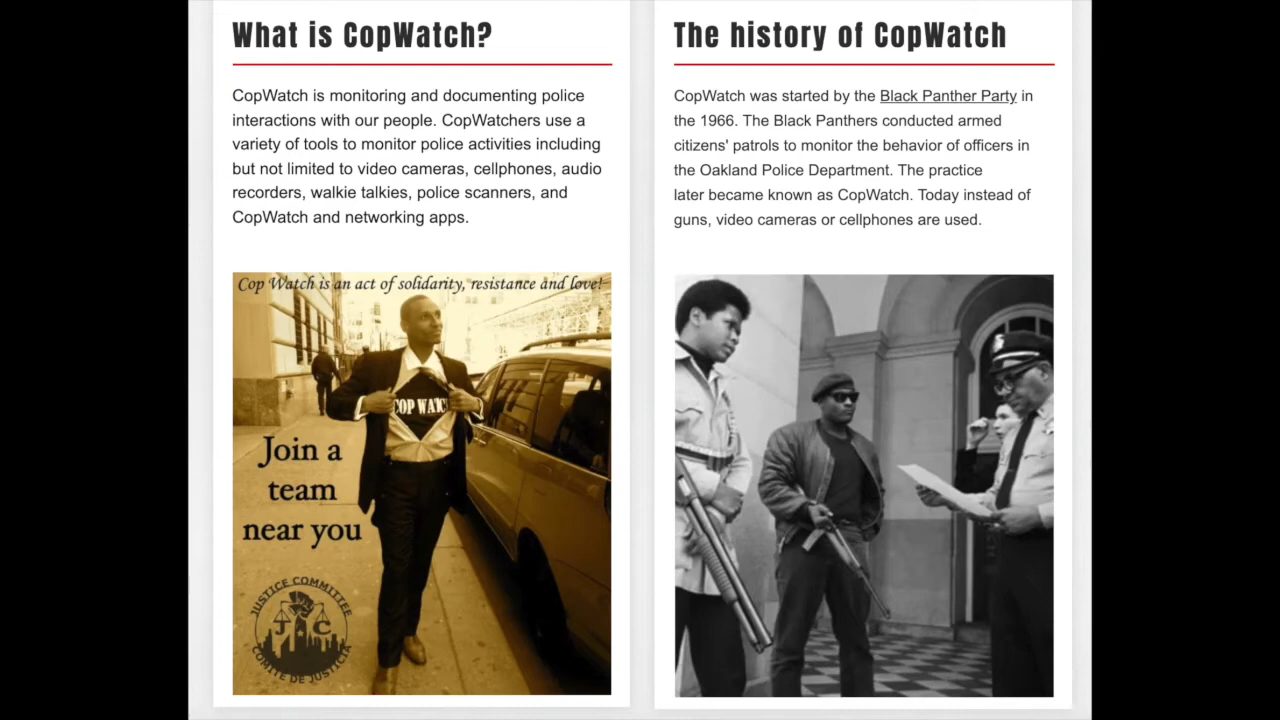 What is CopWatch?
CopWatch is monitoring and documenting police
interactions with our people. CopWatchers use a
variety of tools to monitor police activities including
but not limited to video cameras, cellphones, audio
recorders, walkie talkies, police scanners, and
CopWatch and networking apps.
Cop Watch is an act of solidarity, resistance and love!
COP WATC
Join a
team
near you
JUSTICE COMMITTEE
J C
COMITÉ DE JUSTICIA
The history of CopWatch
CopWatch was started by the Black Panther Party in
the 1966. The Black Panthers conducted armed
citizens' patrols to monitor the behavior of officers in
the Oakland Police Department. The practice
later became known as CopWatch. Today instead of
guns, video cameras or cellphones are used.